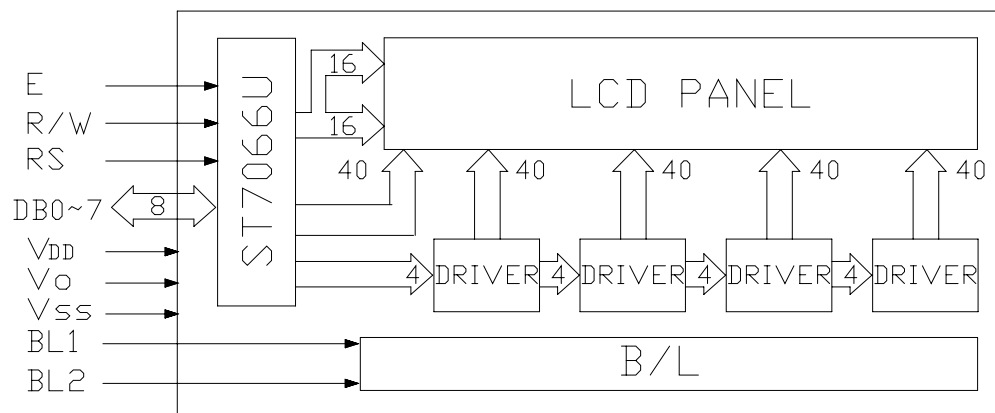 E
R/W
RS
DB0~7
8
VDD
Vo
Vss
BL1
BL2
ST7066U
16
16
LCD PANEL
40
40
40
40
40
4
DRIVER
4
DRIVER
4
DRIVER
4
DRIVER
B/L